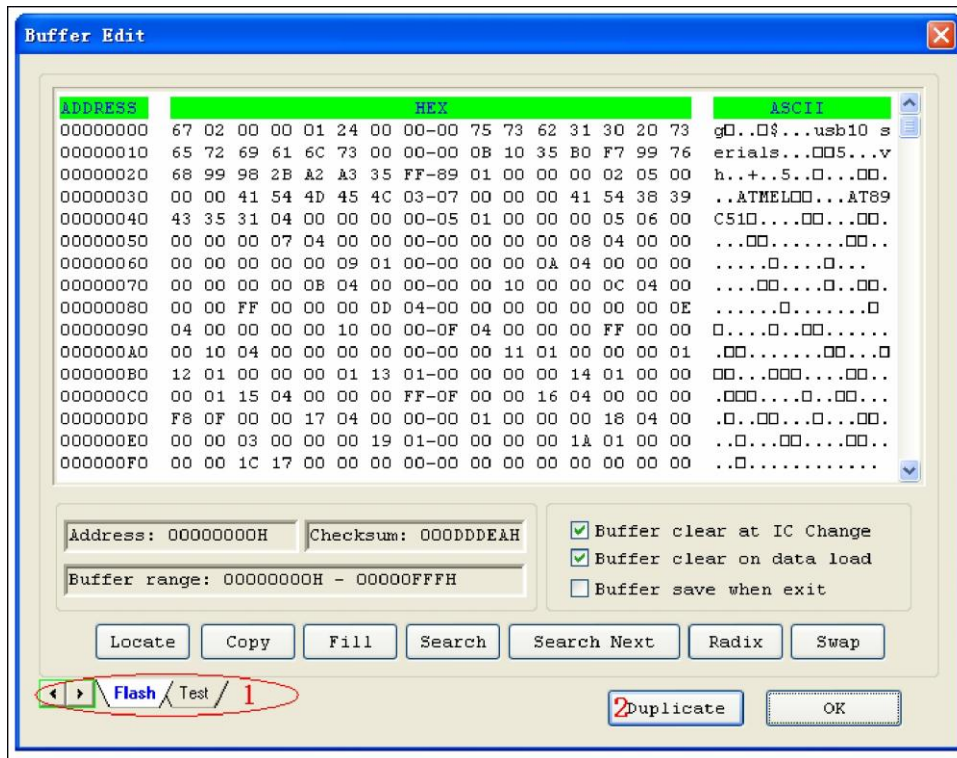 Buffer Edit
ADDRESS HEX ASCII
00000000 67 02 00 00 01 24 00 00-00 75 73 62 31 30 20 73 g□..□$...usb10 s
00000010 65 72 69 61 6C 73 00 00-00 0B 10 35 B0 F7 99 76 erials...□□5...v
00000020 68 99 98 2B A2 A3 35 FF-89 01 00 00 00 02 05 00 h..+..5..□...□□.
00000030 00 00 41 54 4D 45 4C 03-07 00 00 00 41 54 38 39 ..ATMEL□□...AT89
00000040 43 35 31 04 00 00 00 00-05 01 00 00 00 05 06 00 C51□....□□...□□.
00000050 00 00 00 07 04 00 00 00-00 00 00 00 08 04 00 00 ...□□.......□□..
00000060 00 00 00 00 00 09 01 00-00 00 00 0A 04 00 00 00 .....□....□...
00000070 00 00 00 00 0B 04 00 00-00 00 10 00 00 0C 04 00 ....□□....□..□□.
00000080 00 00 FF 00 00 00 0D 04-00 00 00 00 00 00 00 0E .......□.......□
00000090 04 00 00 00 00 10 00 00-0F 04 00 00 00 FF 00 00 □....□..□□......
000000A0 00 10 04 00 00 00 00 00-00 00 11 01 00 00 00 01 .□□.......□□...□
000000B0 12 01 00 00 00 01 13 01-00 00 00 00 14 01 00 00 □□...□□□....□□..
000000C0 00 01 15 04 00 00 00 FF-0F 00 00 16 04 00 00 00 .□□□....□..□□...
000000D0 F8 0F 00 00 17 04 00 00-00 01 00 00 00 18 04 00 .□..□□...□...□□.
000000E0 00 00 03 00 00 00 19 01-00 00 00 00 1A 01 00 00 ..□...□□....□□..
000000F0 00 00 1C 17 00 00 00 00-00 00 00 00 00 00 00 00 ..□.............
Address: 00000000H Checksum: 000DDDEAH
Buffer range: 00000000H - 00000FFFH
Buffer clear at IC Change
Buffer clear on data load
Buffer save when exit
Locate Copy Fill Search Search Next Radix Swap
Flash Test 1
2Duplicate OK